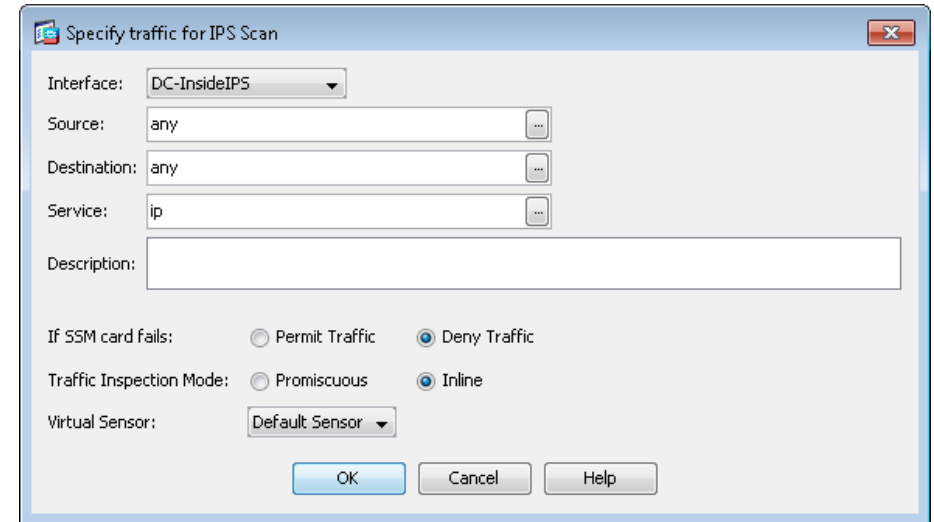 Specify traffic for IPS Scan
Interface: DC-InsideIPS
Source: any ...
Destination: any ...
Service: ip ...
Description:
If SSM card fails: Permit Traffic Deny Traffic
Traffic Inspection Mode: Promiscuous Inline
Virtual Sensor: Default Sensor
OK Cancel Help